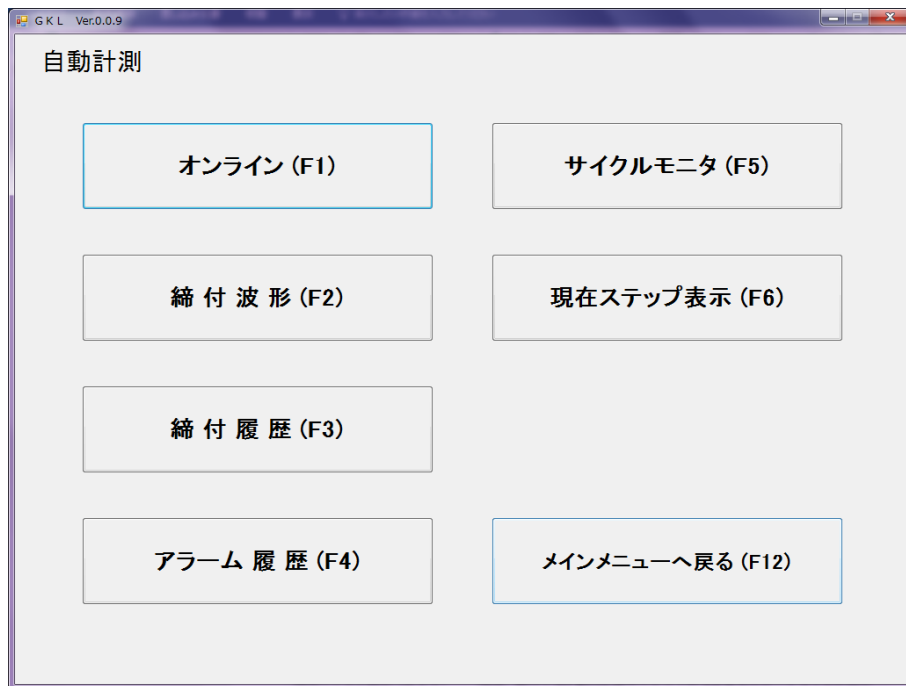 G K L Ver.0.0.9
自動計測
オンライン (F1)
サイクルモニタ (F5)
締 付 波 形 (F2)
現在ステップ表示 (F6)
締 付 履 歴 (F3)
アラーム 履 歴 (F4)
メインメニューへ戻る (F12)